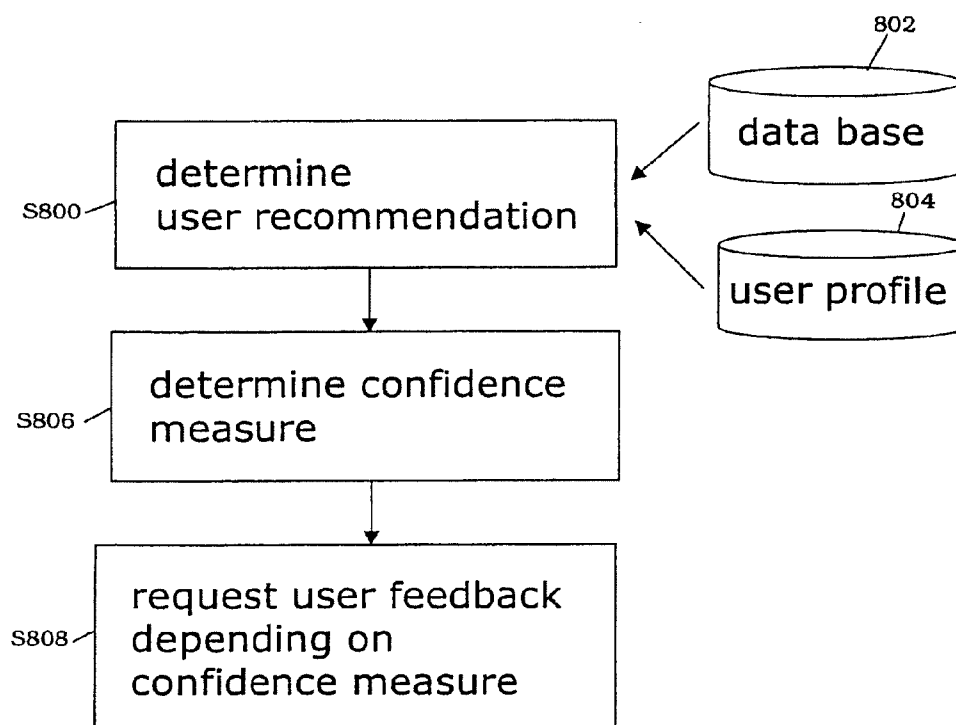 802
data base
determine
user recommendation
S800
804
user profile
determine confidence
measure
S806
request user feedback
depending on
confidence measure
S808